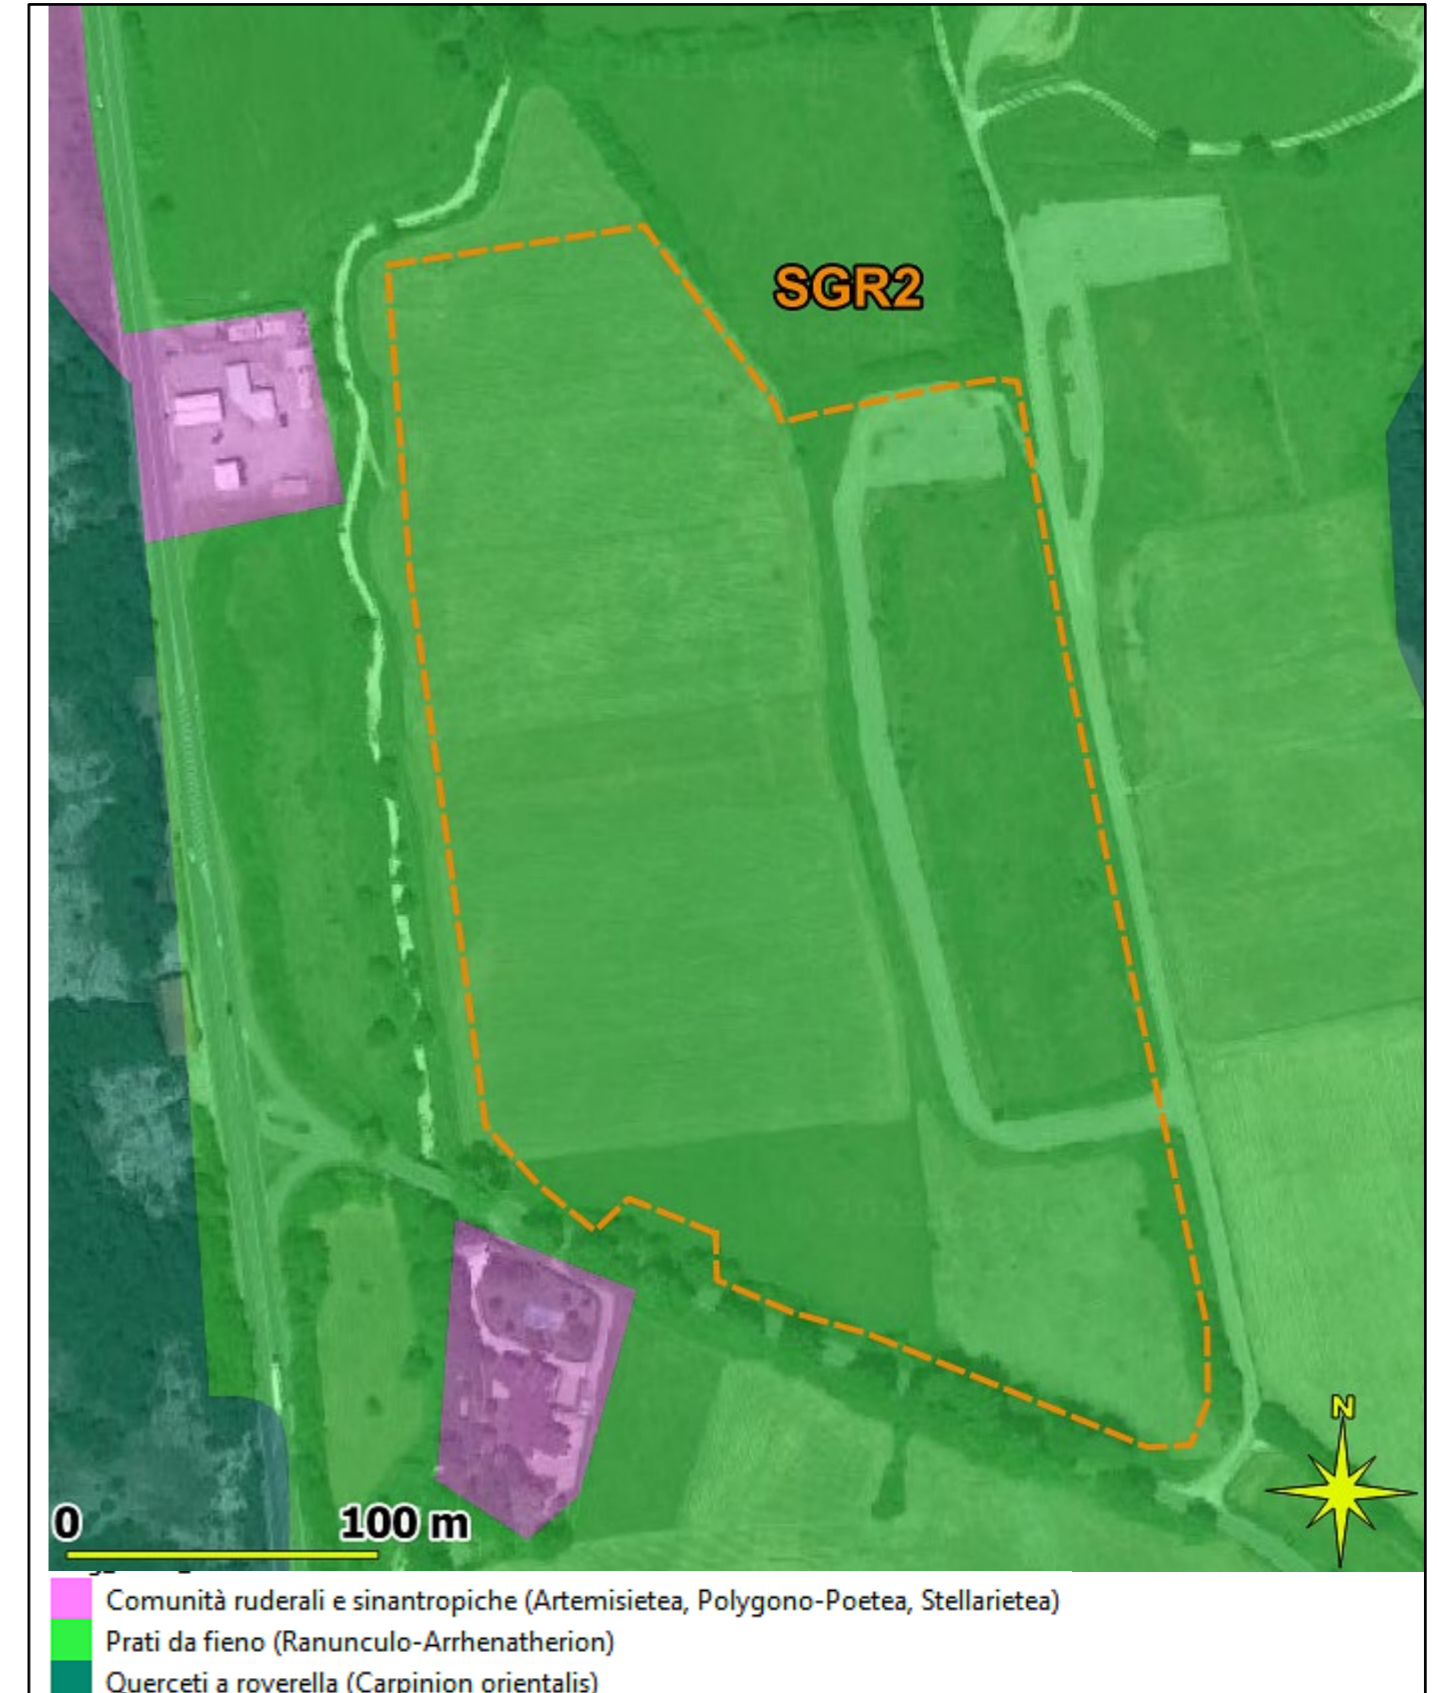 SGR2
N
0 100 m
Comunità ruderali e sinantropiche (Artemisietea, Polygono-Poetea, Stellarietea)
Prati da fieno (Ranunculo-Arrhenatherion)
Querceti a roverella (Carpinion orientalis)